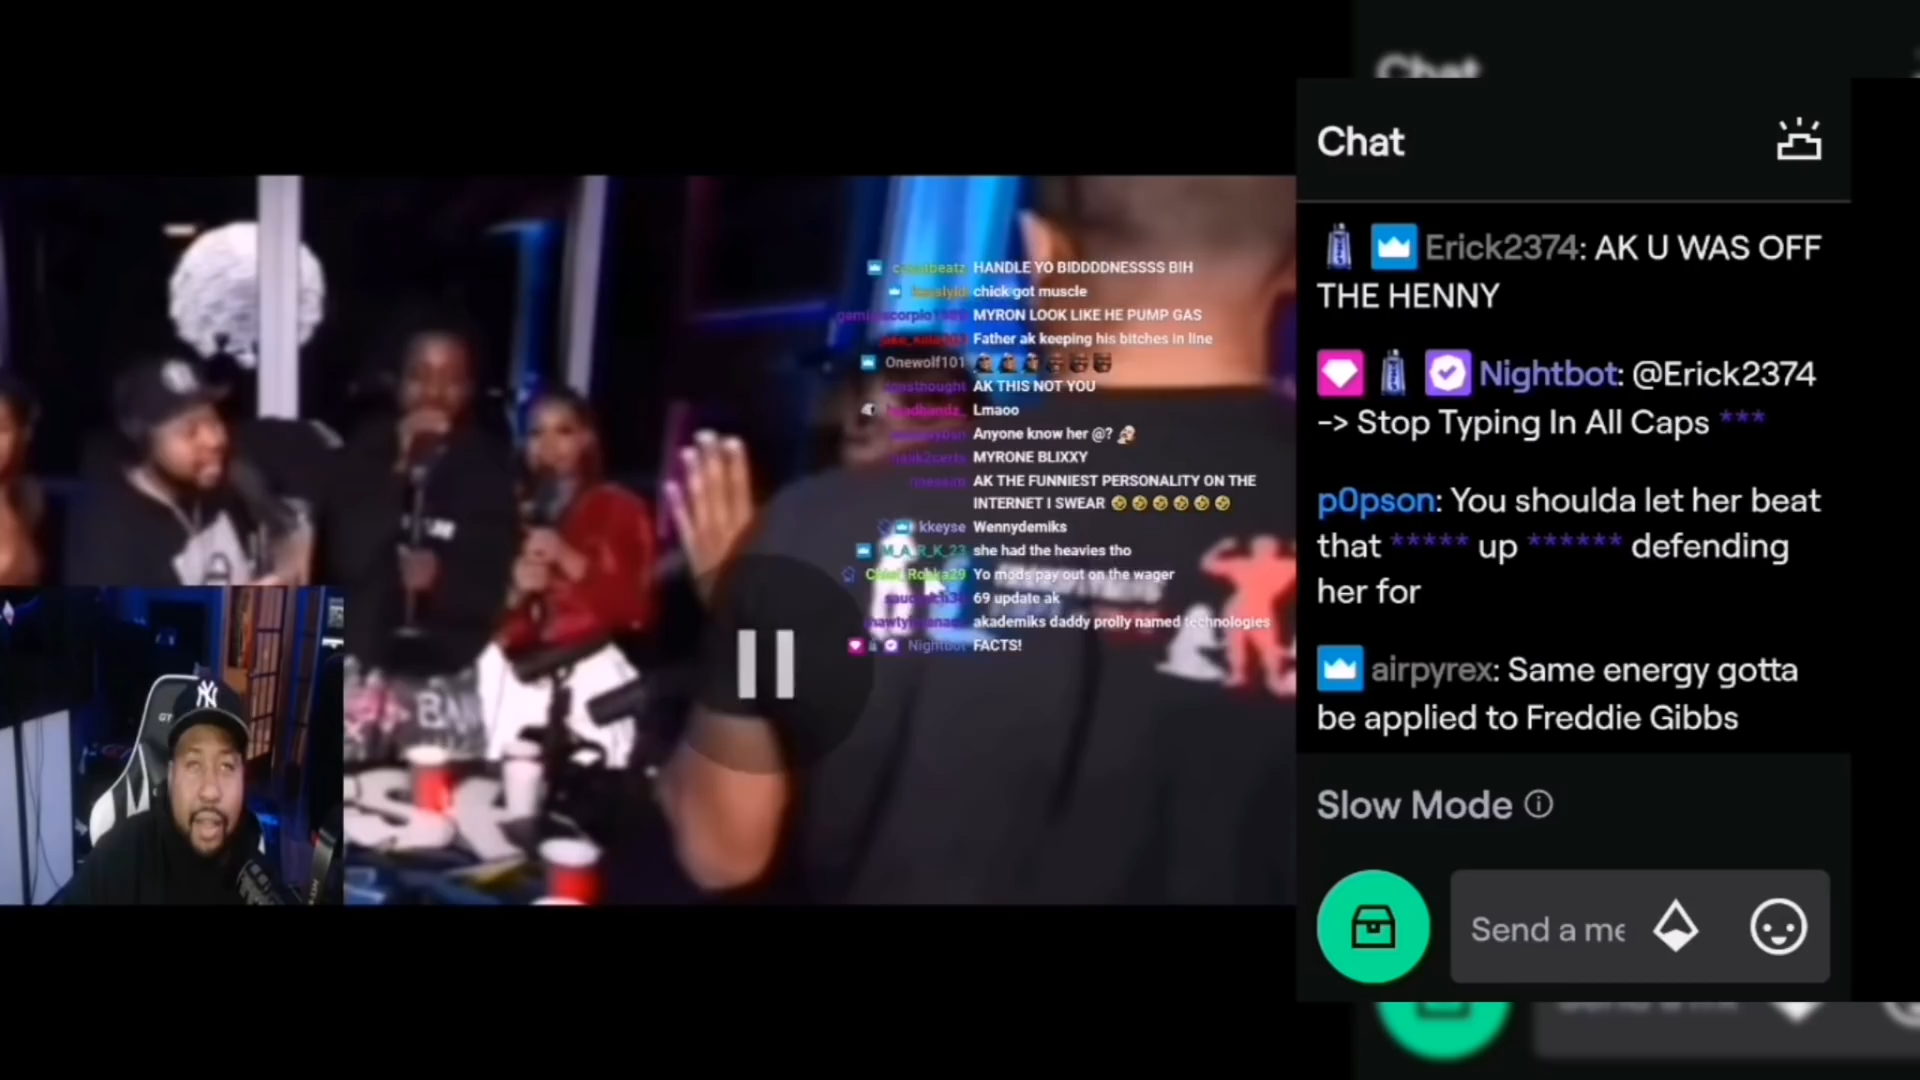 Chat
Chat
HANDLE YO BIDDDDNESSSS BIH
chick got muscle
MYRON LOOK LIKE HE PUMP GAS
Father ak keeping his bitches in line
Onewolf101
AK THIS NOT YOU
Lmaoo
Anyone know her @?
MYRONE BLIXXY
AK THE FUNNIEST PERSONALITY ON THE
INTERNET I SWEAR
kkeyse Wennydemiks
M_A_R_K_23 she had the heavies tho
Yo mods pay out on the wager
69 update ak
akademiks daddy prolly named technologies
Nightbot FACTS!
NY
GT
Erick2374: AK U WAS OFF
THE HENNY
Nightbot: @Erick2374
-> Stop Typing In All Caps ***
p0pson: You shoulda let her beat
that ***** up ****** defending
her for
airpyrex: Same energy gotta
be applied to Freddie Gibbs
Slow Mode
Send a me